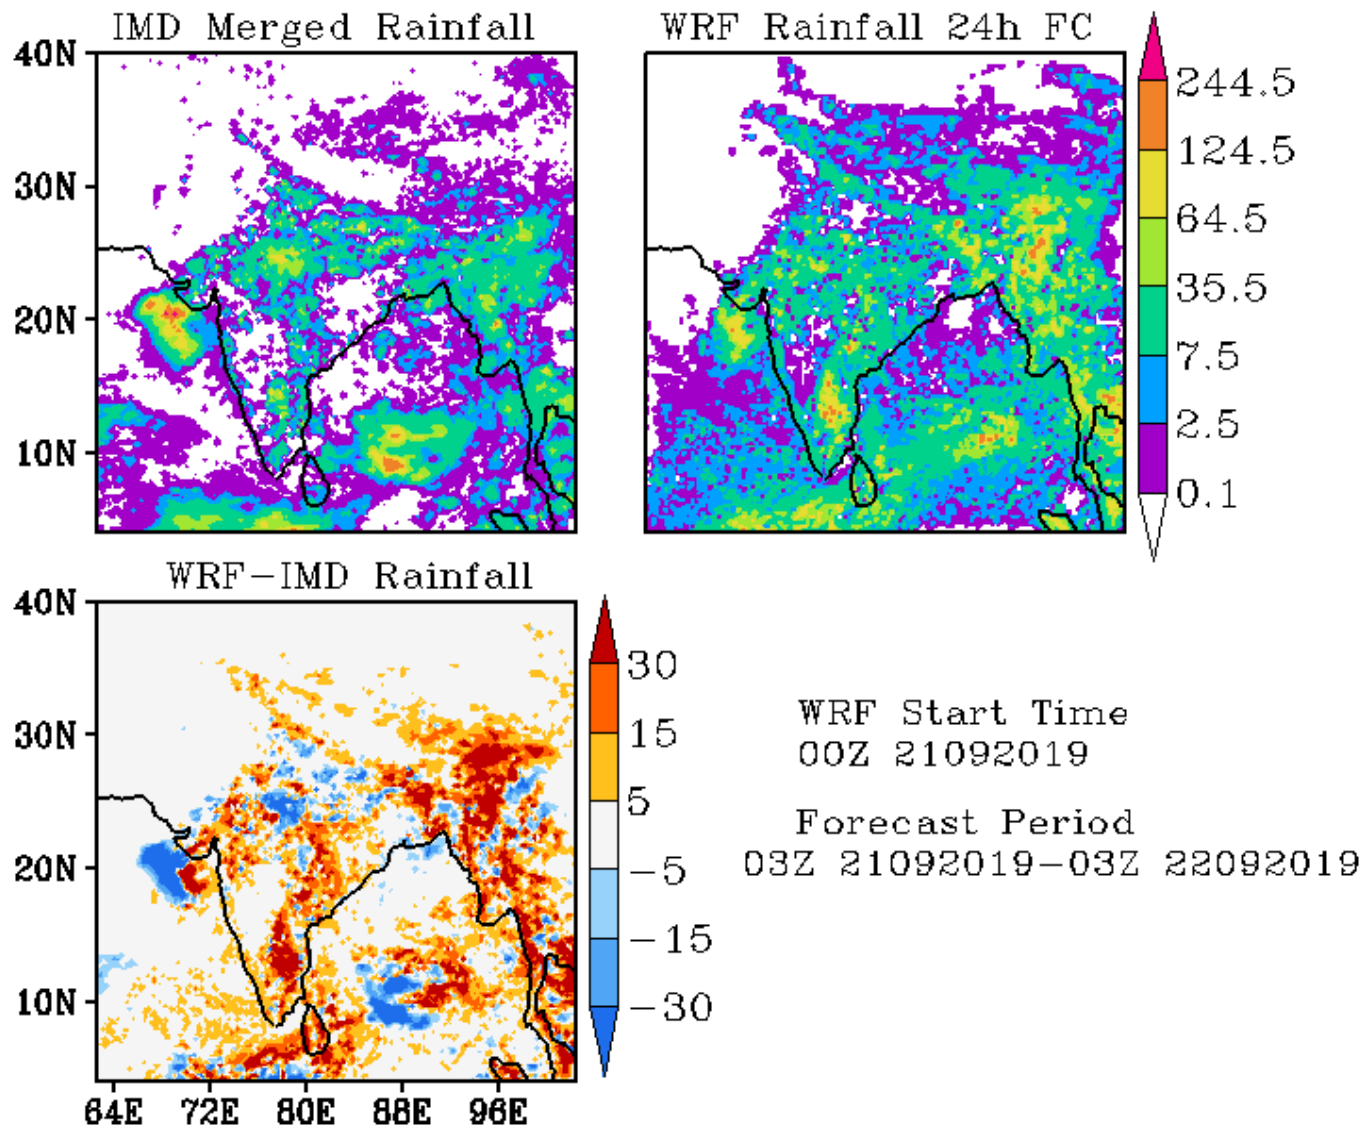 IMD Merged Rainfall
WRF Rainfall 24h FC
40N
30N
20N
10N
244.5
124.5
64.5
35.5
7.5
2.5
0.1
WRF-IMD Rainfall
40N
30N
20N
10N
64E 72E 80E 88E 96E
30
15
5
-5
-15
-30
WRF Start Time
00Z 21092019
Forecast Period
03Z 21092019-03Z 22092019